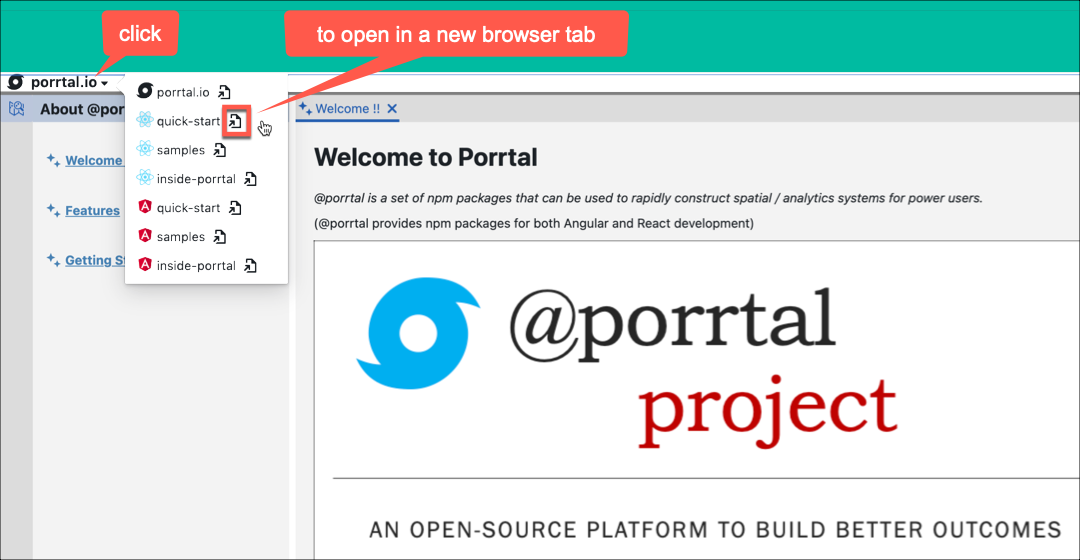 click
to open in a new browser tab
porrtal.io
About @por
Welcome
Features
Getting S
porrtal.io
quick-start
samples
inside-porrtal
quick-start
samples
inside-porrtal
Welcome !!
Welcome to Porrtal
@porrtal is a set of npm packages that can be used to rapidly construct spatial / analytics systems for power users.
(@porrtal provides npm packages for both Angular and React development)
@porrtal
project
AN OPEN-SOURCE PLATFORM TO BUILD BETTER OUTCOMES